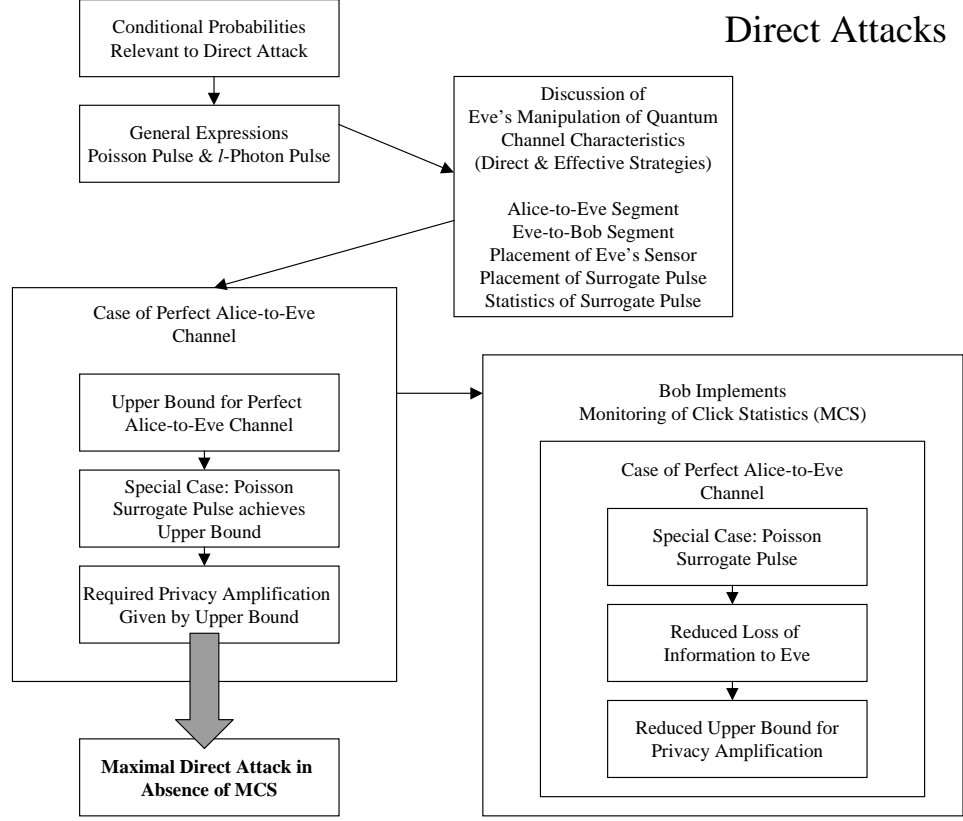 Direct Attacks
Conditional Probabilities
Relevant to Direct Attack
General Expressions
Poisson Pulse & l-Photon Pulse
Discussion of
Eve's Manipulation of Quantum
Channel Characteristics
(Direct & Effective Strategies)
Alice-to-Eve Segment
Eve-to-Bob Segment
Placement of Eve's Sensor
Placement of Surrogate Pulse
Statistics of Surrogate Pulse
Case of Perfect Alice-to-Eve
Channel
Upper Bound for Perfect
Alice-to-Eve Channel
Special Case: Poisson
Surrogate Pulse achieves
Upper Bound
Required Privacy Amplification
Given by Upper Bound
Maximal Direct Attack in
Absence of MCS
Bob Implements
Monitoring of Click Statistics (MCS)
Case of Perfect Alice-to-Eve
Channel
Special Case: Poisson
Surrogate Pulse
Reduced Loss of
Information to Eve
Reduced Upper Bound for
Privacy Amplification